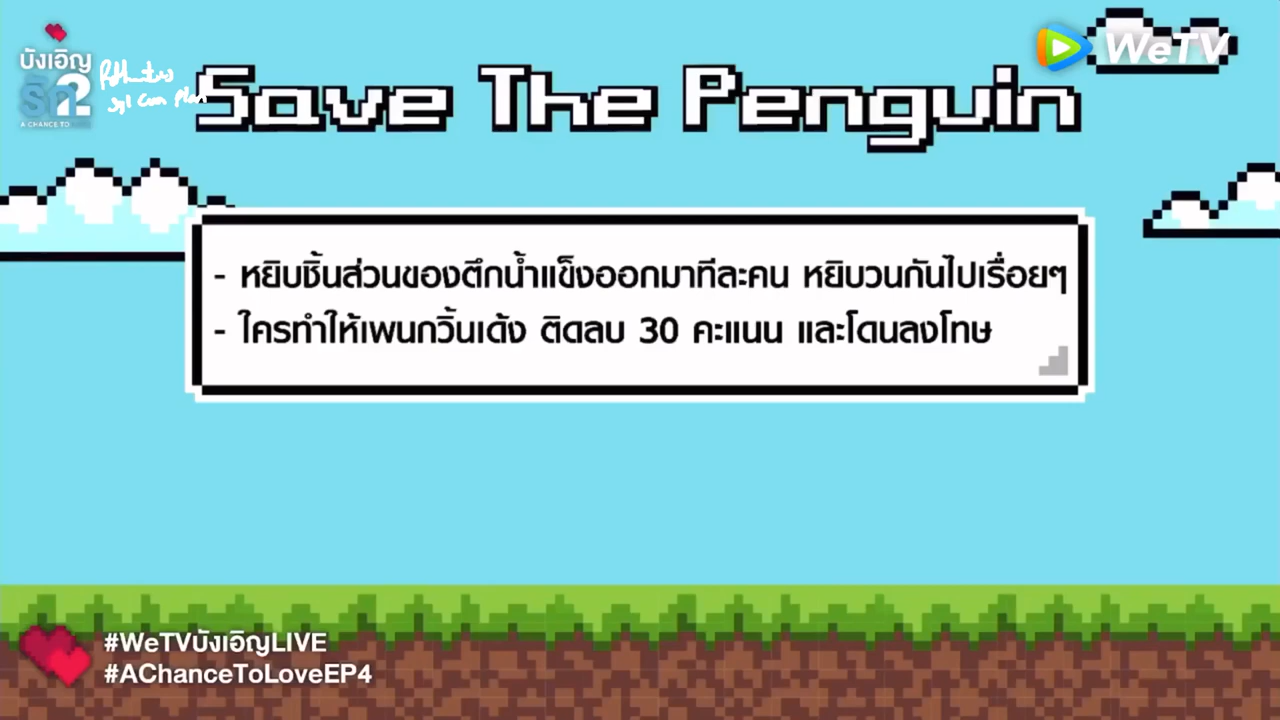 บังเอิญ
รัก2
A CHANCE TO
WeTV
Save The Penguin
- หยิบชิ้นส่วนของตึกน้ำแข็งออกมาทีละคน หยิบวนกันไปเรื่อยๆ
- ใครทำให้เพนกวิ้นเด้ง ติดลบ 30 คะแนน และโดนลงโทษ
#WeTVบังเอิญLIVE
#AChanceToLoveEP4